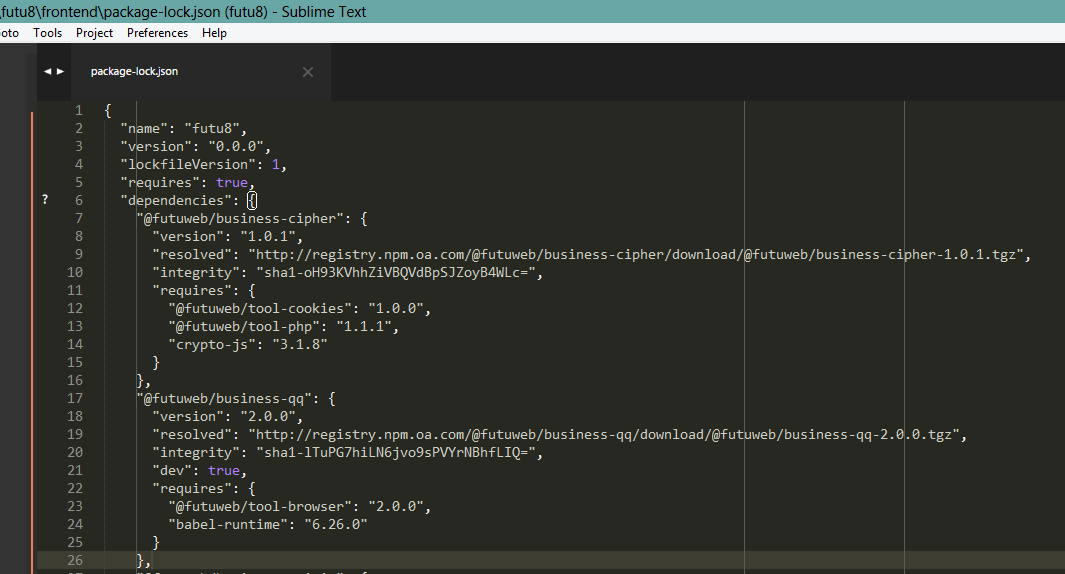 \futu8\frontend\package-lock.json (futu8) - Sublime Text
oto Tools Project Preferences Help
package-lock.json
1 {
2 "name": "futu8",
3 "version": "0.0.0",
4 "lockfileVersion": 1,
5 "requires": true,
? 6 "dependencies": {
7 "@futuweb/business-cipher": {
8 "version": "1.0.1",
9 "resolved": "http://registry.npm.oa.com/@futuweb/business-cipher/download/@futuweb/business-cipher-1.0.1.tgz",
10 "integrity": "sha1-oH93KVhhZiVBQVdBpSJZoyB4WLc=",
11 "requires": {
12 "@futuweb/tool-cookies": "1.0.0",
13 "@futuweb/tool-php": "1.1.1",
14 "crypto-js": "3.1.8"
15 }
16 },
17 "@futuweb/business-qq": {
18 "version": "2.0.0",
19 "resolved": "http://registry.npm.oa.com/@futuweb/business-qq/download/@futuweb/business-qq-2.0.0.tgz",
20 "integrity": "sha1-lTuPG7hiLN6jvo9sPVYrNBhfLIQ=",
21 "dev": true,
22 "requires": {
23 "@futuweb/tool-browser": "2.0.0",
24 "babel-runtime": "6.26.0"
25 }
26 },